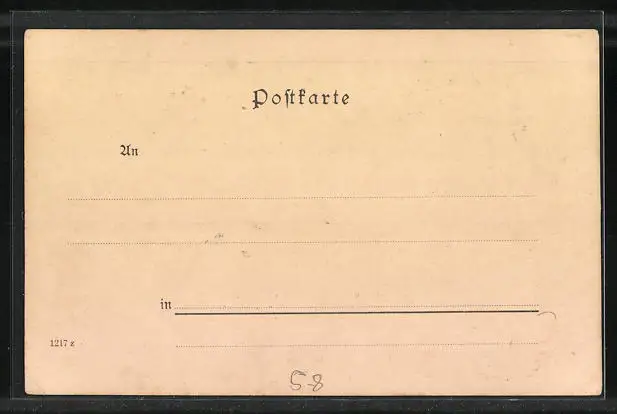 Postkarte
An
in
1217 z
58